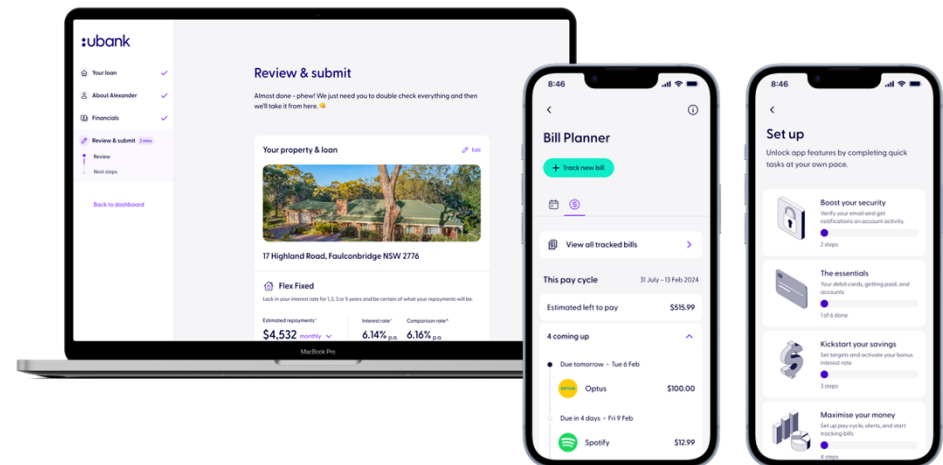 :ubank
Your loan
About Alexander
Financials
Review & submit 2 mins
Review
Next steps
Back to dashboard
Review & submit
Almost done - phew! We just need you to double check everything and then
we'll take it from here.
Your property & loan
Edit
17 Highland Road, Faulconbridge NSW 2776
Flex Fixed
Lock in your interest rate for 1, 2, 3 or 5 years and be certain of what your repayments will be.
Estimated repayments*
Interest rate*
Comparison rate^
$4,532 monthly
6.14% p.a.
6.16% p.a.
MacBook Pro
8:46
Bill Planner
+ Track new bill
View all tracked bills
This pay cycle
31 July - 13 Feb 2024
Estimated left to pay
$515.99
4 coming up
Due tomorrow • Tue 6 Feb
OPTUS
Optus
$100.00
Due in 4 days • Fri 9 Feb
Spotify
$12.99
8:46
Set up
Unlock app features by completing quick
tasks at your own pace.
Boost your security
Verify your email and get
notifications on account activity.
2 steps
The essentials
Your debit cards, getting paid, and
accounts
1 of 6 done
Kickstart your savings
Set targets and activate your bonus
interest rate
3 steps
Maximise your money
Set up pay cycle, alerts, and start
tracking bills
4 steps